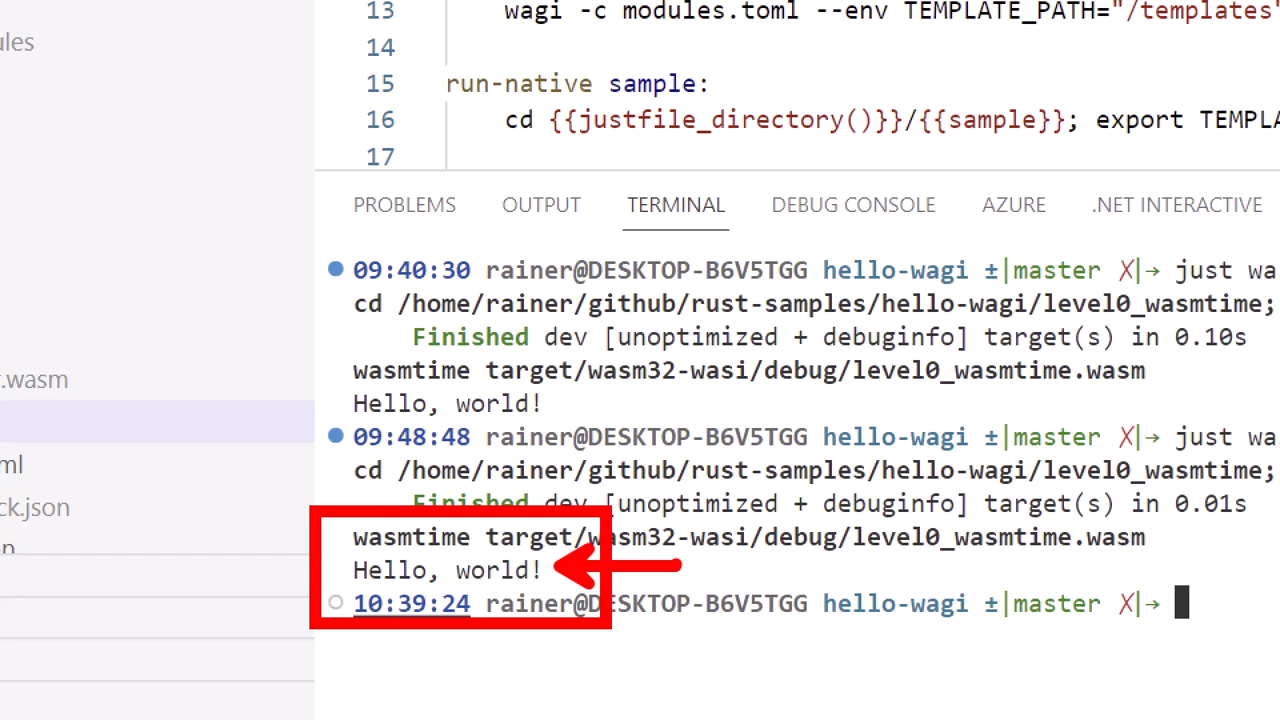 ules
.wasm
ml
ck.json
13 wagi -c modules.toml --env TEMPLATE_PATH="/templates"
14
15 run-native sample:
16 cd {{justfile_directory()}}/{{sample}}; export TEMPLA
17
PROBLEMS OUTPUT TERMINAL DEBUG CONSOLE AZURE .NET INTERACTIVE
09:40:30 rainer@DESKTOP-B6V5TGG hello-wagi ±|master ✗|→ just wa
cd /home/rainer/github/rust-samples/hello-wagi/level0_wasmtime;
Finished dev [unoptimized + debuginfo] target(s) in 0.10s
wasmtime target/wasm32-wasi/debug/level0_wasmtime.wasm
Hello, world!
09:48:48 rainer@DESKTOP-B6V5TGG hello-wagi ±|master ✗|→ just wa
cd /home/rainer/github/rust-samples/hello-wagi/level0_wasmtime;
Finished dev [unoptimized + debuginfo] target(s) in 0.01s
wasmtime target/wasm32-wasi/debug/level0_wasmtime.wasm
Hello, world!
10:39:24 rainer@DESKTOP-B6V5TGG hello-wagi ±|master ✗|→